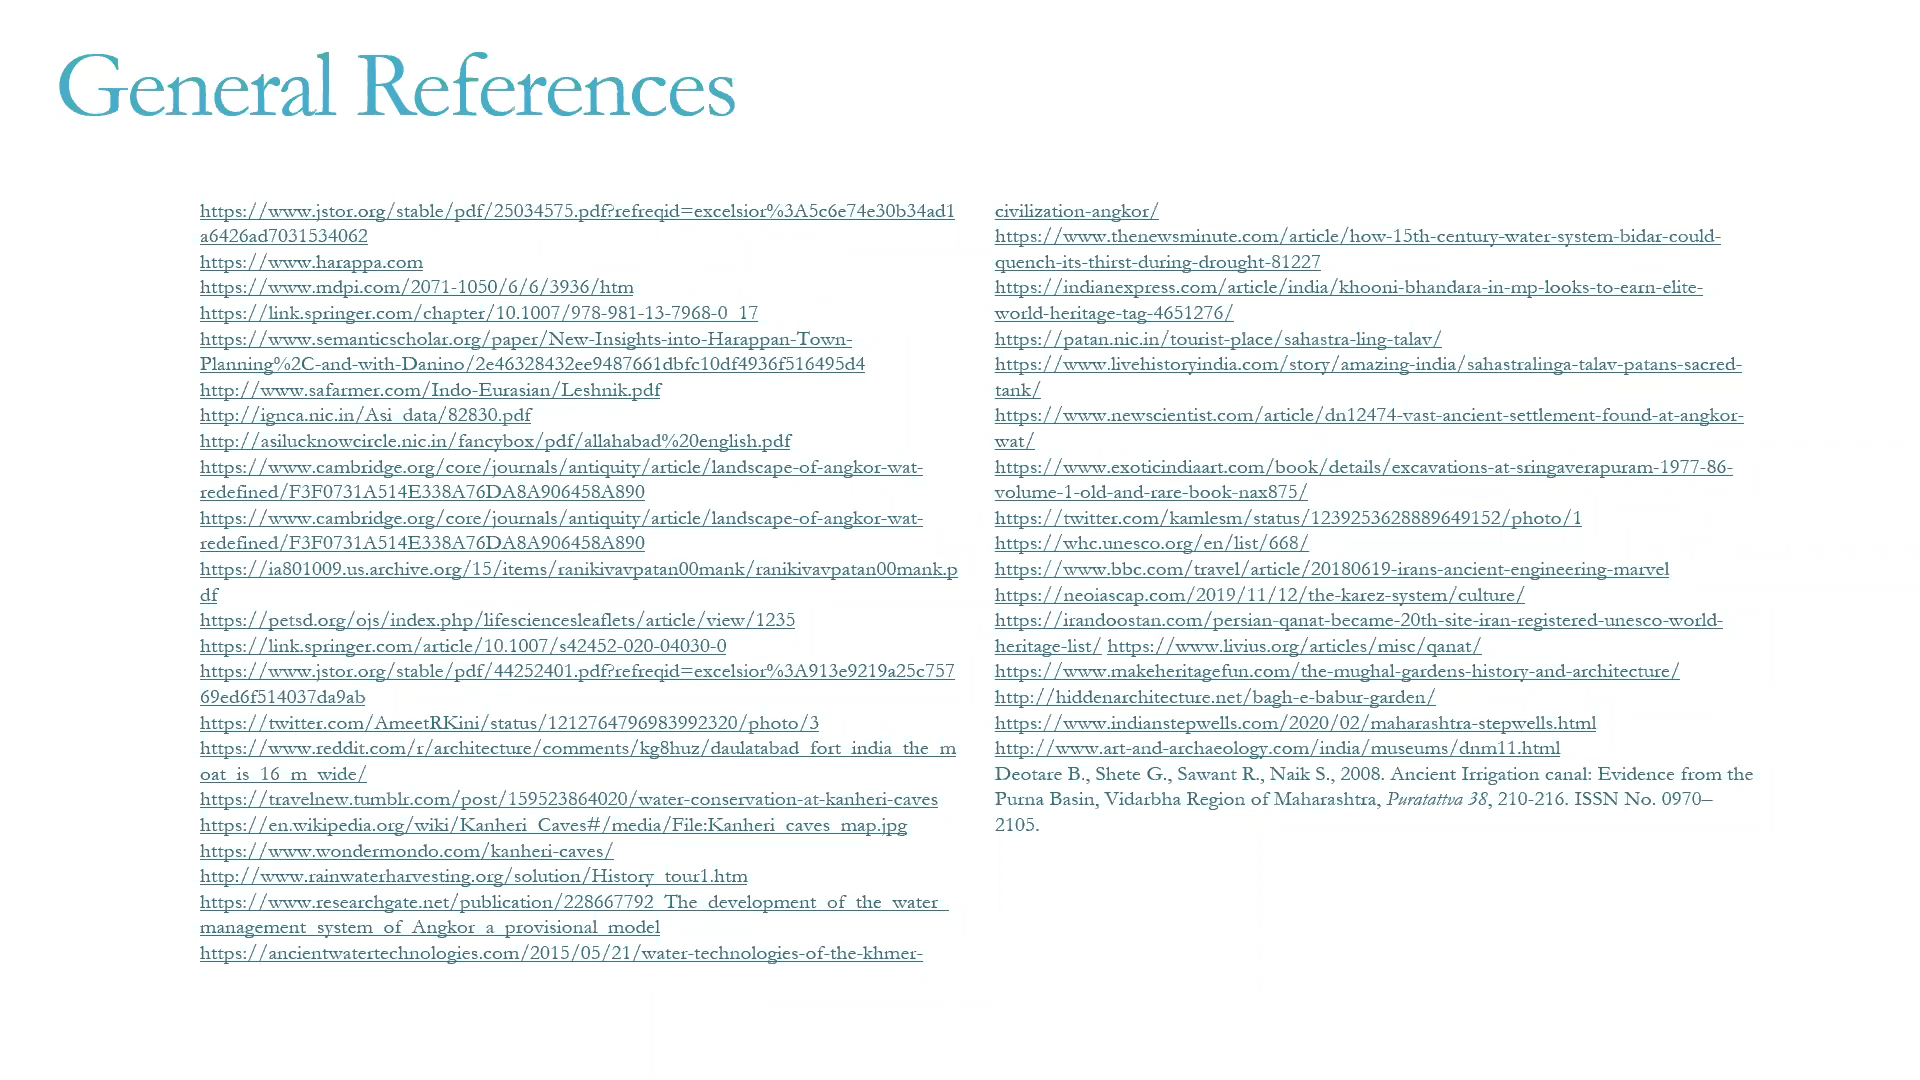 General References
https://www.jstor.org/stable/pdf/25034575.pdf?refreqid=excelsior%3A5c6e74e30b34ad1
a6426ad7031534062
https://www.harappa.com
https://www.mdpi.com/2071-1050/6/6/3936/htm
https://link.springer.com/chapter/10.1007/978-981-13-7968-0_17
https://www.semanticscholar.org/paper/New-Insights-into-Harappan-Town-
Planning%2C-and-with-Danino/2e46328432ee9487661dbfc10df4936f516495d4
http://www.safarmer.com/Indo-Eurasian/Leshnik.pdf
http://ignca.nic.in/Asi_data/82830.pdf
http://asilucknowcircle.nic.in/fancybox/pdf/allahabad%20english.pdf
https://www.cambridge.org/core/journals/antiquity/article/landscape-of-angkor-wat-
redefined/F3F0731A514E338A76DA8A906458A890
https://www.cambridge.org/core/journals/antiquity/article/landscape-of-angkor-wat-
redefined/F3F0731A514E338A76DA8A906458A890
https://ia801009.us.archive.org/15/items/ranikivavpatan00mank/ranikivavpatan00mank.p
df
https://petsd.org/ojs/index.php/lifesciencesleaflets/article/view/1235
https://link.springer.com/article/10.1007/s42452-020-04030-0
https://www.jstor.org/stable/pdf/44252401.pdf?refreqid=excelsior%3A913e9219a25c757
69ed6f514037da9ab
https://twitter.com/AmeetRKini/status/1212764796983992320/photo/3
https://www.reddit.com/r/architecture/comments/kg8huz/daulatabad_fort_india_the_m
oat_is_16_m_wide/
https://travelnew.tumblr.com/post/159523864020/water-conservation-at-kanheri-caves
https://en.wikipedia.org/wiki/Kanheri_Caves#/media/File:Kanheri_caves_map.jpg
https://www.wondermondo.com/kanheri-caves/
http://www.rainwaterharvesting.org/solution/History_tour1.htm
https://www.researchgate.net/publication/228667792_The_development_of_the_water_
management_system_of_Angkor_a_provisional_model
https://ancientwatertechnologies.com/2015/05/21/water-technologies-of-the-khmer-
civilization-angkor/
https://www.thenewsminute.com/article/how-15th-century-water-system-bidar-could-
quench-its-thirst-during-drought-81227
https://indianexpress.com/article/india/khooni-bhandara-in-mp-looks-to-earn-elite-
world-heritage-tag-4651276/
https://patan.nic.in/tourist-place/sahastra-ling-talav/
https://www.livehistoryindia.com/story/amazing-india/sahastralinga-talav-patans-sacred-
tank/
https://www.newscientist.com/article/dn12474-vast-ancient-settlement-found-at-angkor-
wat/
https://www.exoticindiaart.com/book/details/excavations-at-sringaverapuram-1977-86-
volume-1-old-and-rare-book-nax875/
https://twitter.com/kamlesm/status/1239253628889649152/photo/1
https://whc.unesco.org/en/list/668/
https://www.bbc.com/travel/article/20180619-irans-ancient-engineering-marvel
https://neoiascap.com/2019/11/12/the-karez-system/culture/
https://irandoostan.com/persian-qanat-became-20th-site-iran-registered-unesco-world-
heritage-list/ https://www.livius.org/articles/misc/qanat/
https://www.makeheritagefun.com/the-mughal-gardens-history-and-architecture/
http://hiddenarchitecture.net/bagh-e-babur-garden/
https://www.indianstepwells.com/2020/02/maharashtra-stepwells.html
http://www.art-and-archaeology.com/india/museums/dnm11.html
Deotare B., Shete G., Sawant R., Naik S., 2008. Ancient Irrigation canal: Evidence from the
Purna Basin, Vidarbha Region of Maharashtra, Puratattva 38, 210-216. ISSN No. 0970–
2105.